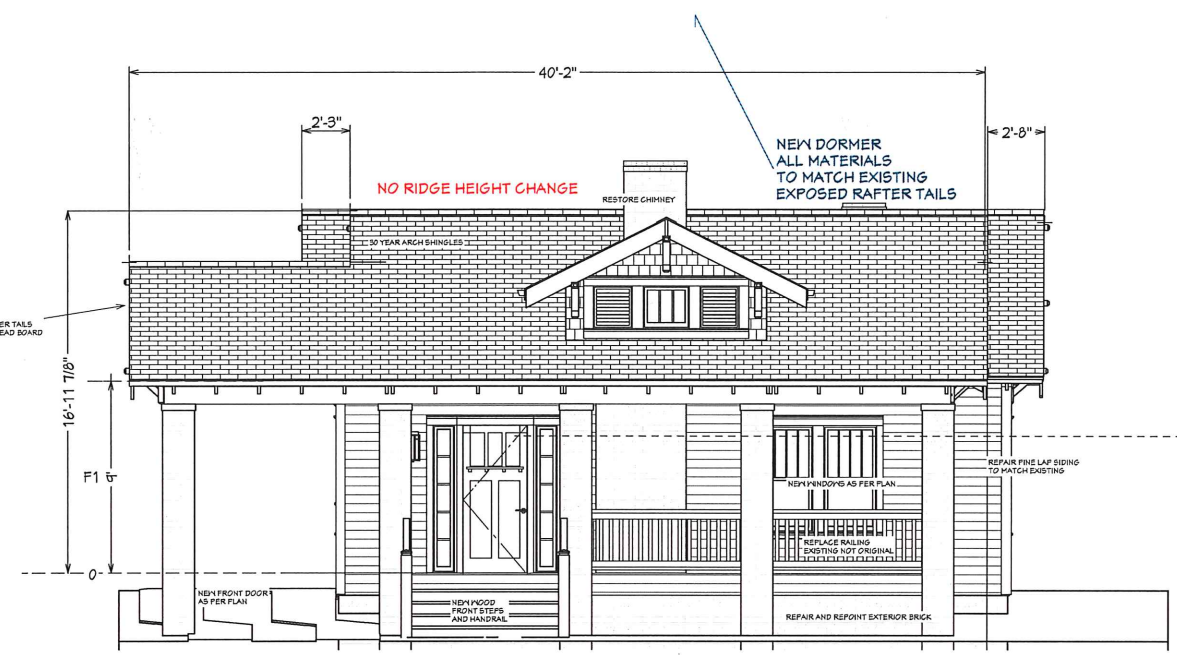 40'-2"
2'-3"
2'-8"
NEW DORMER
ALL MATERIALS
TO MATCH EXISTING
EXPOSED RAFTER TAILS
NO RIDGE HEIGHT CHANGE
RESTORE CHIMNEY
30 YEAR ARCH SHINGLES
ER TAILS
EAD BOARD
16'-11 7/8"
F1
REPAIR PINE LAP SIDING
TO MATCH EXISTING
NEW WINDOWS AS PER PLAN
REPLACE RAILING
EXISTING NOT ORIGINAL
0
NEW FRONT DOOR
AS PER PLAN
NEW WOOD
FRONT STEPS
AND HANDRAIL
REPAIR AND REPOINT EXTERIOR BRICK